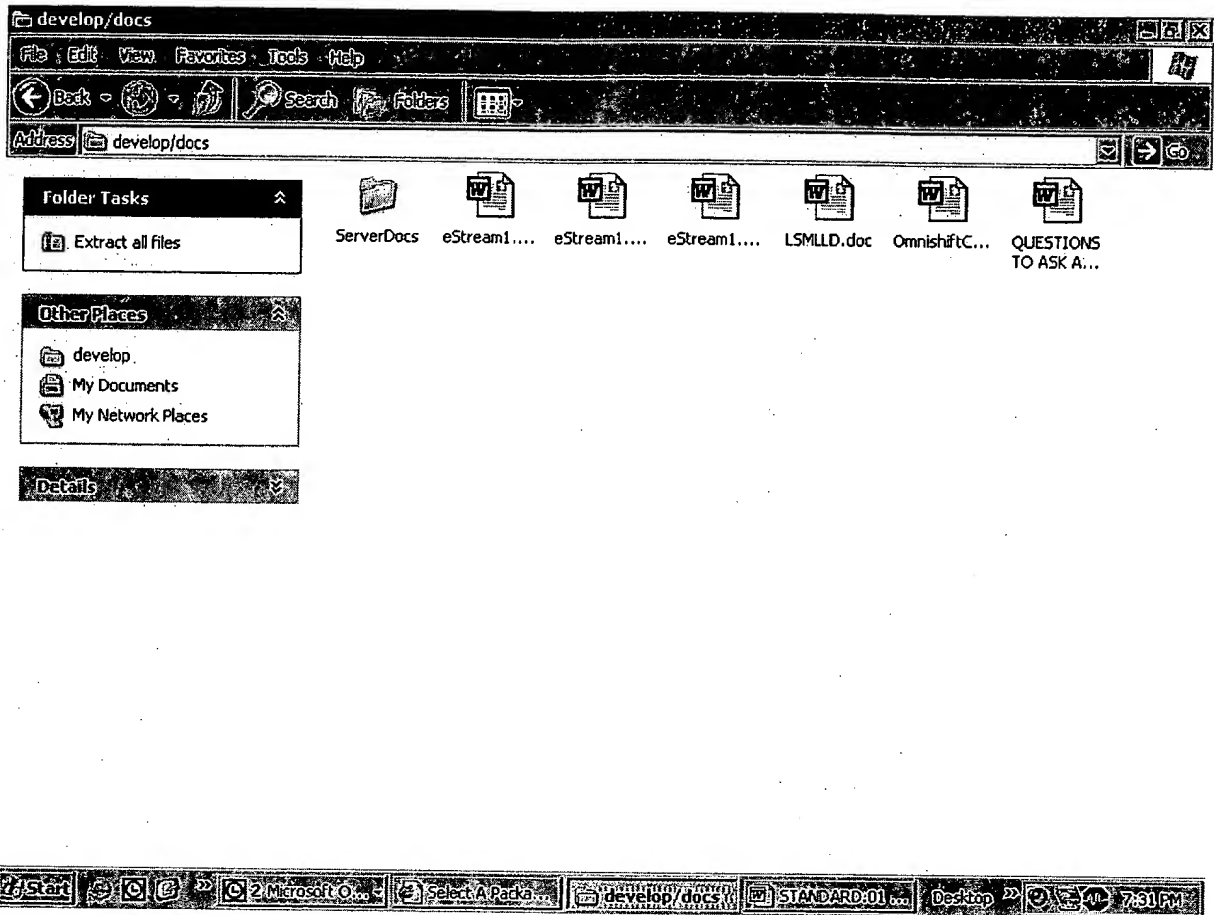 develop/docs
File Edit View Favorites Tools Help
Back Search Folders
Address develop/docs Go
Folder Tasks
Extract all files
Other Places
develop
My Documents
My Network Places
Details
ServerDocs eStream1.... eStream1.... eStream1.... LSMLLD.doc OmnishiftC... QUESTIONS
TO ASK A...
Start 2 Microsoft O... Select A Packa... develop/docs STANDARD:01 ... Desktop 7:31 PM